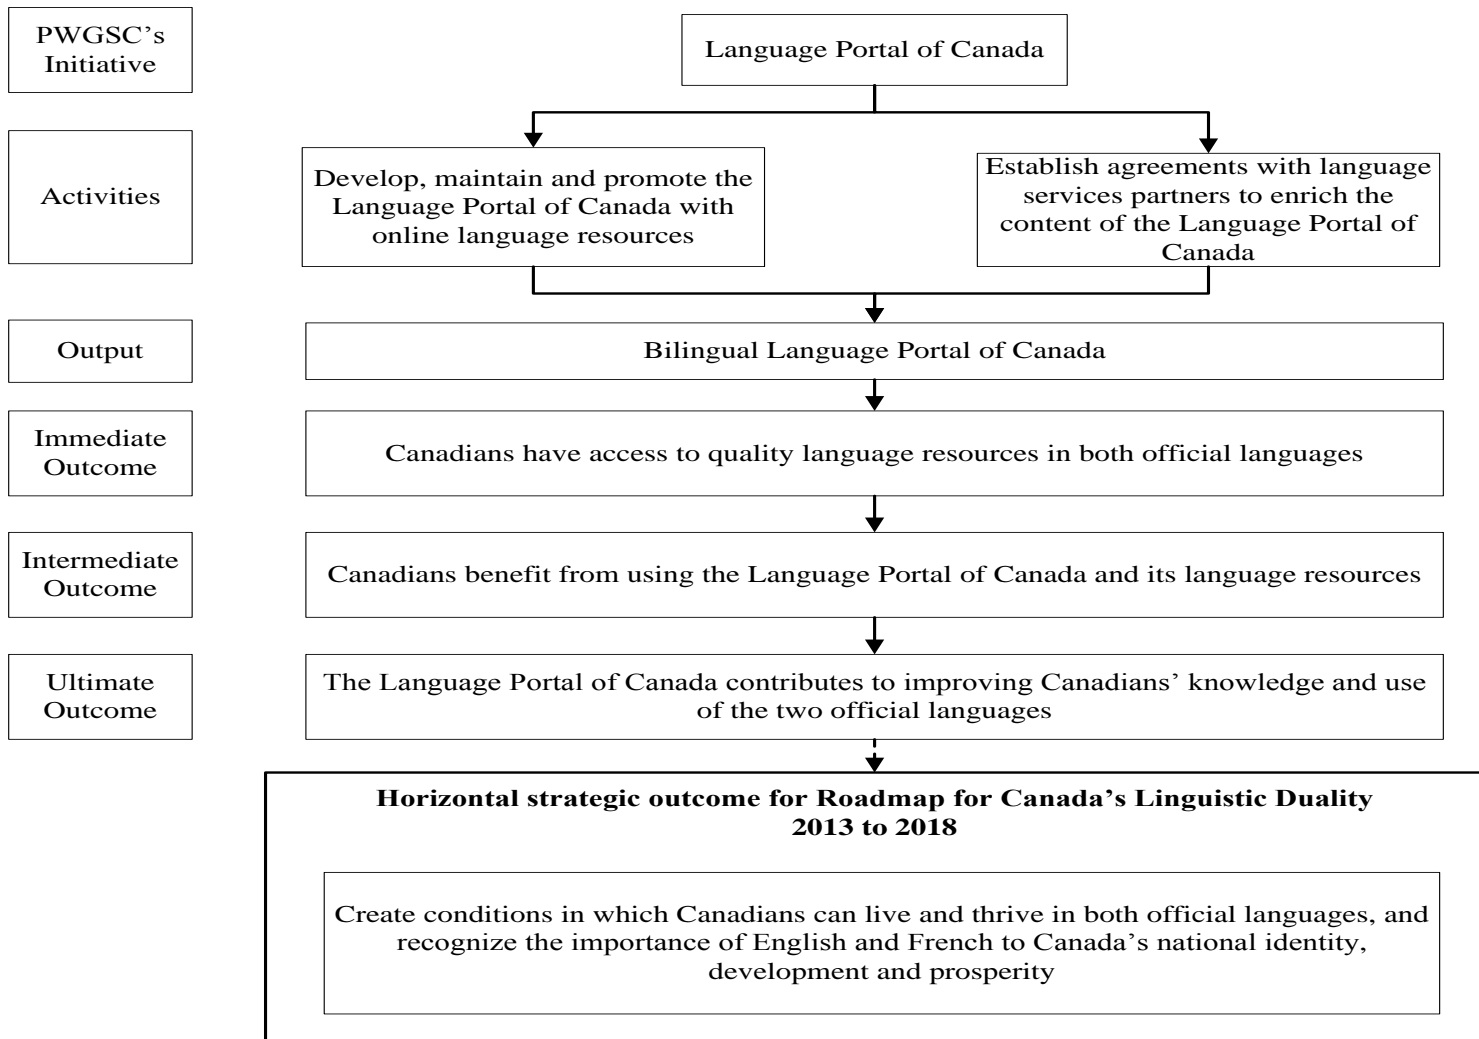 PWGSC’s
Initiative
Language Portal of Canada
Activities
Develop, maintain and promote the
Language Portal of Canada with
online language resources
Establish agreements with language
services partners to enrich the
content of the Language Portal of
Canada
Output
Bilingual Language Portal of Canada
Immediate
Outcome
Canadians have access to quality language resources in both official languages
Intermediate
Outcome
Canadians benefit from using the Language Portal of Canada and its language resources
Ultimate
Outcome
The Language Portal of Canada contributes to improving Canadians’ knowledge and use
of the two official languages
Horizontal strategic outcome for Roadmap for Canada’s Linguistic Duality
2013 to 2018
Create conditions in which Canadians can live and thrive in both official languages, and
recognize the importance of English and French to Canada’s national identity,
development and prosperity